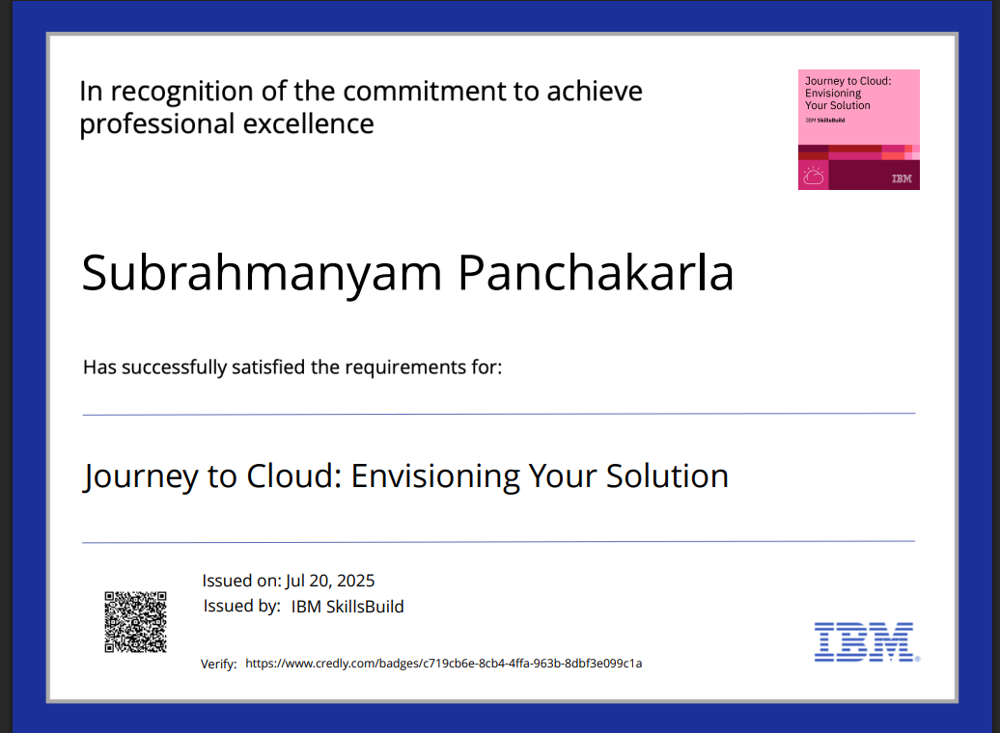 In recognition of the commitment to achieve
professional excellence
Journey to Cloud:
Envisioning
Your Solution
IBM SkillsBuild
IBM
Subrahmanyam Panchakarla
Has successfully satisfied the requirements for:
Journey to Cloud: Envisioning Your Solution
Issued on: Jul 20, 2025
Issued by: IBM SkillsBuild
IBM®
Verify: https://www.credly.com/badges/c719cb6e-8cb4-4ffa-963b-8dbf3e099c1a